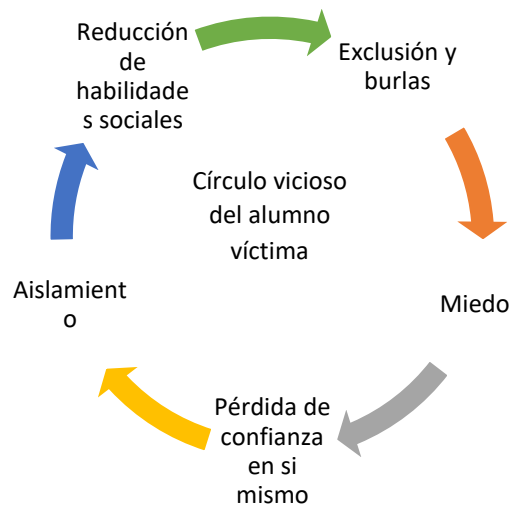 Reducción
de
habilidade
s sociales
Exclusión y
burlas
Círculo vicioso
del alumno
víctima
Aislamient
o
Miedo
Pérdida de
confianza
en si
mismo